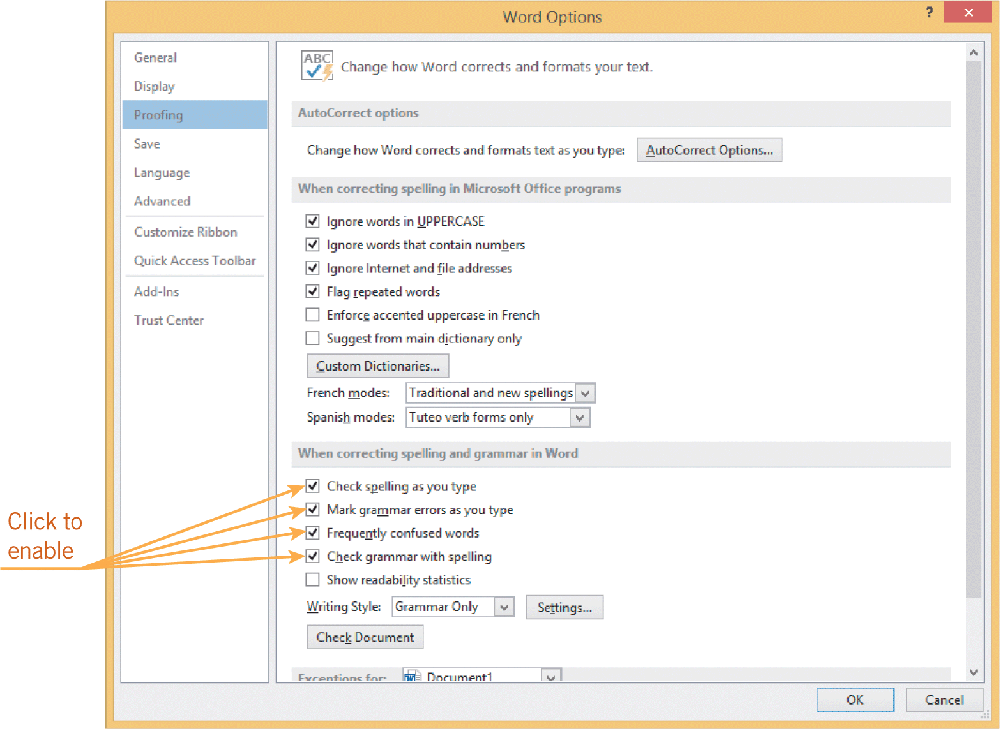 Word Options
?
General
Display
Proofing
Save
Language
Advanced
Customize Ribbon
Quick Access Toolbar
Add-Ins
Trust Center
ABC
Change how Word corrects and formats your text.
AutoCorrect options
Change how Word corrects and formats text as you type: AutoCorrect Options...
When correcting spelling in Microsoft Office programs
Ignore words in UPPERCASE
Ignore words that contain numbers
Ignore Internet and file addresses
Flag repeated words
Enforce accented uppercase in French
Suggest from main dictionary only
Custom Dictionaries...
French modes: Traditional and new spellings
Spanish modes: Tuteo verb forms only
When correcting spelling and grammar in Word
Check spelling as you type
Mark grammar errors as you type
Frequently confused words
Check grammar with spelling
Show readability statistics
Writing Style: Grammar Only Settings...
Check Document
Exceptions for: Document1
OK Cancel
Click to
enable